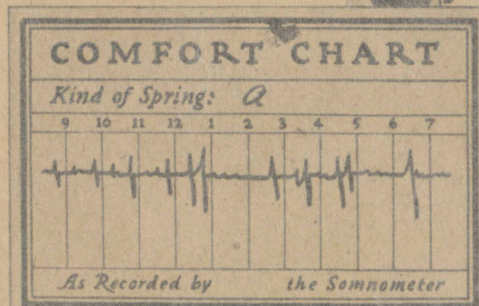 COMFORT CHART
Kind of Spring: a
9 10 11 12 1 2 3 4 5 6 7
As Recorded by the Somnometer